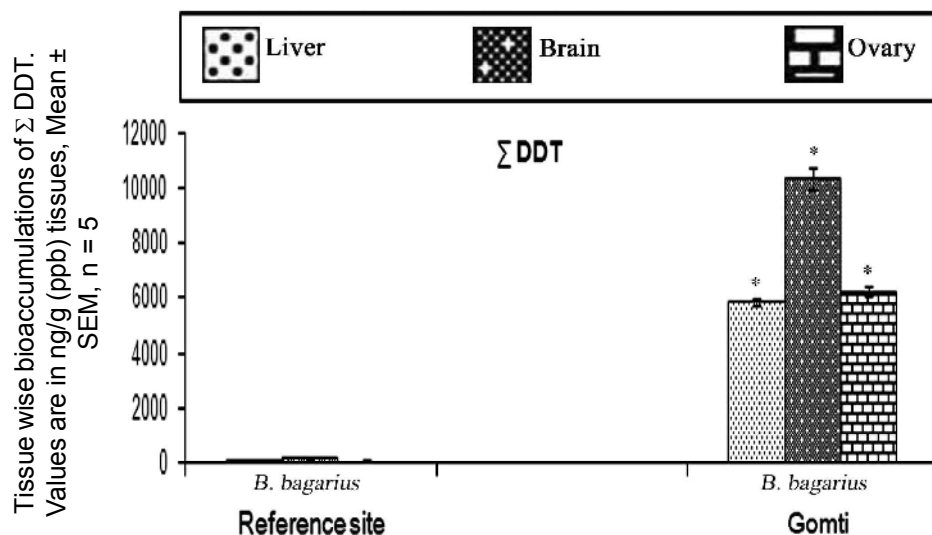 Liver
Brain
Ovary
Tissue wise bioaccumulations of Σ DDT.
Values are in ng/g (ppb) tissues, Mean ±
SEM, n = 5
12000
10000
8000
6000
4000
2000
0
∑ DDT
*
*
*
B. bagarius
B. bagarius
Reference site
Gomti